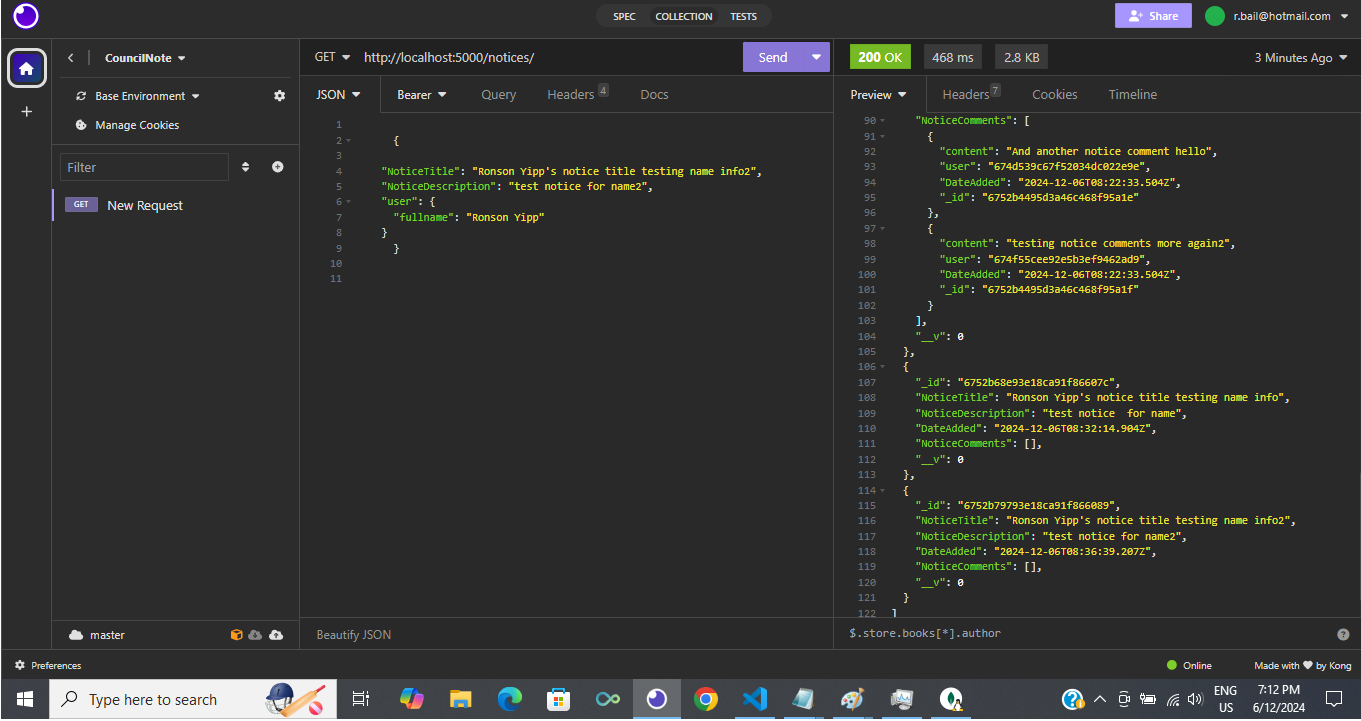 SPEC COLLECTION TESTS
Share
r.bail@hotmail.com
CouncilNote
Base Environment
Manage Cookies
Filter
GET New Request
master
GET http://localhost:5000/notices/
Send
JSON Bearer Query Headers 4 Docs
1
2 {
3
4 "NoticeTitle": "Ronson Yipp's notice title testing name info2",
5 "NoticeDescription": "test notice for name2",
6 "user": {
7 "fullname": "Ronson Yipp"
8 }
9 }
10
11
Beautify JSON
200 OK 468 ms 2.8 KB 3 Minutes Ago
Preview Headers 7 Cookies Timeline
90 "NoticeComments": [
91 {
92 "content": "And another notice comment hello",
93 "user": "674d539c67f52034dc022e9e",
94 "DateAdded": "2024-12-06T08:22:33.504Z",
95 "_id": "6752b4495d3a46c468f95a1e"
96 },
97 {
98 "content": "testing notice comments more again2",
99 "user": "674f55cee92e5b3ef9462ad9",
100 "DateAdded": "2024-12-06T08:22:33.504Z",
101 "_id": "6752b4495d3a46c468f95a1f"
102 }
103 ],
104 "__v": 0
105 },
106 {
107 "_id": "6752b68e93e18ca91f86607c",
108 "NoticeTitle": "Ronson Yipp's notice title testing name info",
109 "NoticeDescription": "test notice  for name",
110 "DateAdded": "2024-12-06T08:32:14.904Z",
111 "NoticeComments": [],
112 "__v": 0
113 },
114 {
115 "_id": "6752b79793e18ca91f866089",
116 "NoticeTitle": "Ronson Yipp's notice title testing name info2",
117 "NoticeDescription": "test notice for name2",
118 "DateAdded": "2024-12-06T08:36:39.207Z",
119 "NoticeComments": [],
120 "__v": 0
121 }
122 ]
$.store.books[*].author
Preferences
Online Made with ❤ by Kong
Type here to search
ENG
US
7:12 PM
6/12/2024